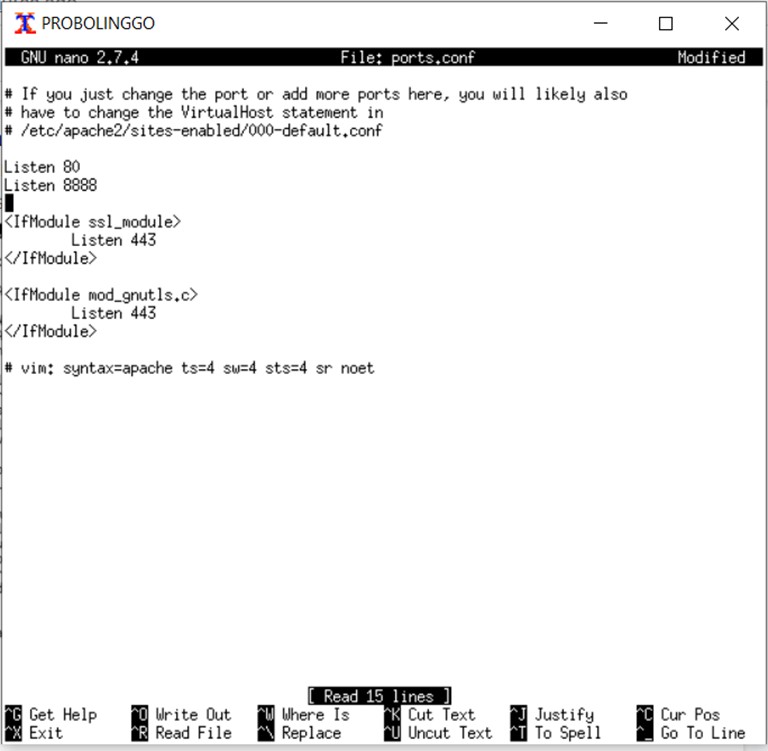 PROBOLINGGO
GNU nano 2.7.4 File: ports.conf Modified
# If you just change the port or add more ports here, you will likely also
# have to change the VirtualHost statement in
# /etc/apache2/sites-enabled/000-default.conf
Listen 80
Listen 8888
<IfModule ssl_module>
Listen 443
</IfModule>
<IfModule mod_gnutls.c>
Listen 443
</IfModule>
# vim: syntax=apache ts=4 sw=4 sts=4 sr noet
[ Read 15 lines ]
^G Get Help ^O Write Out ^W Where Is ^K Cut Text ^J Justify ^C Cur Pos
^X Exit ^R Read File ^\ Replace ^U Uncut Text ^T To Spell ^_ Go To Line